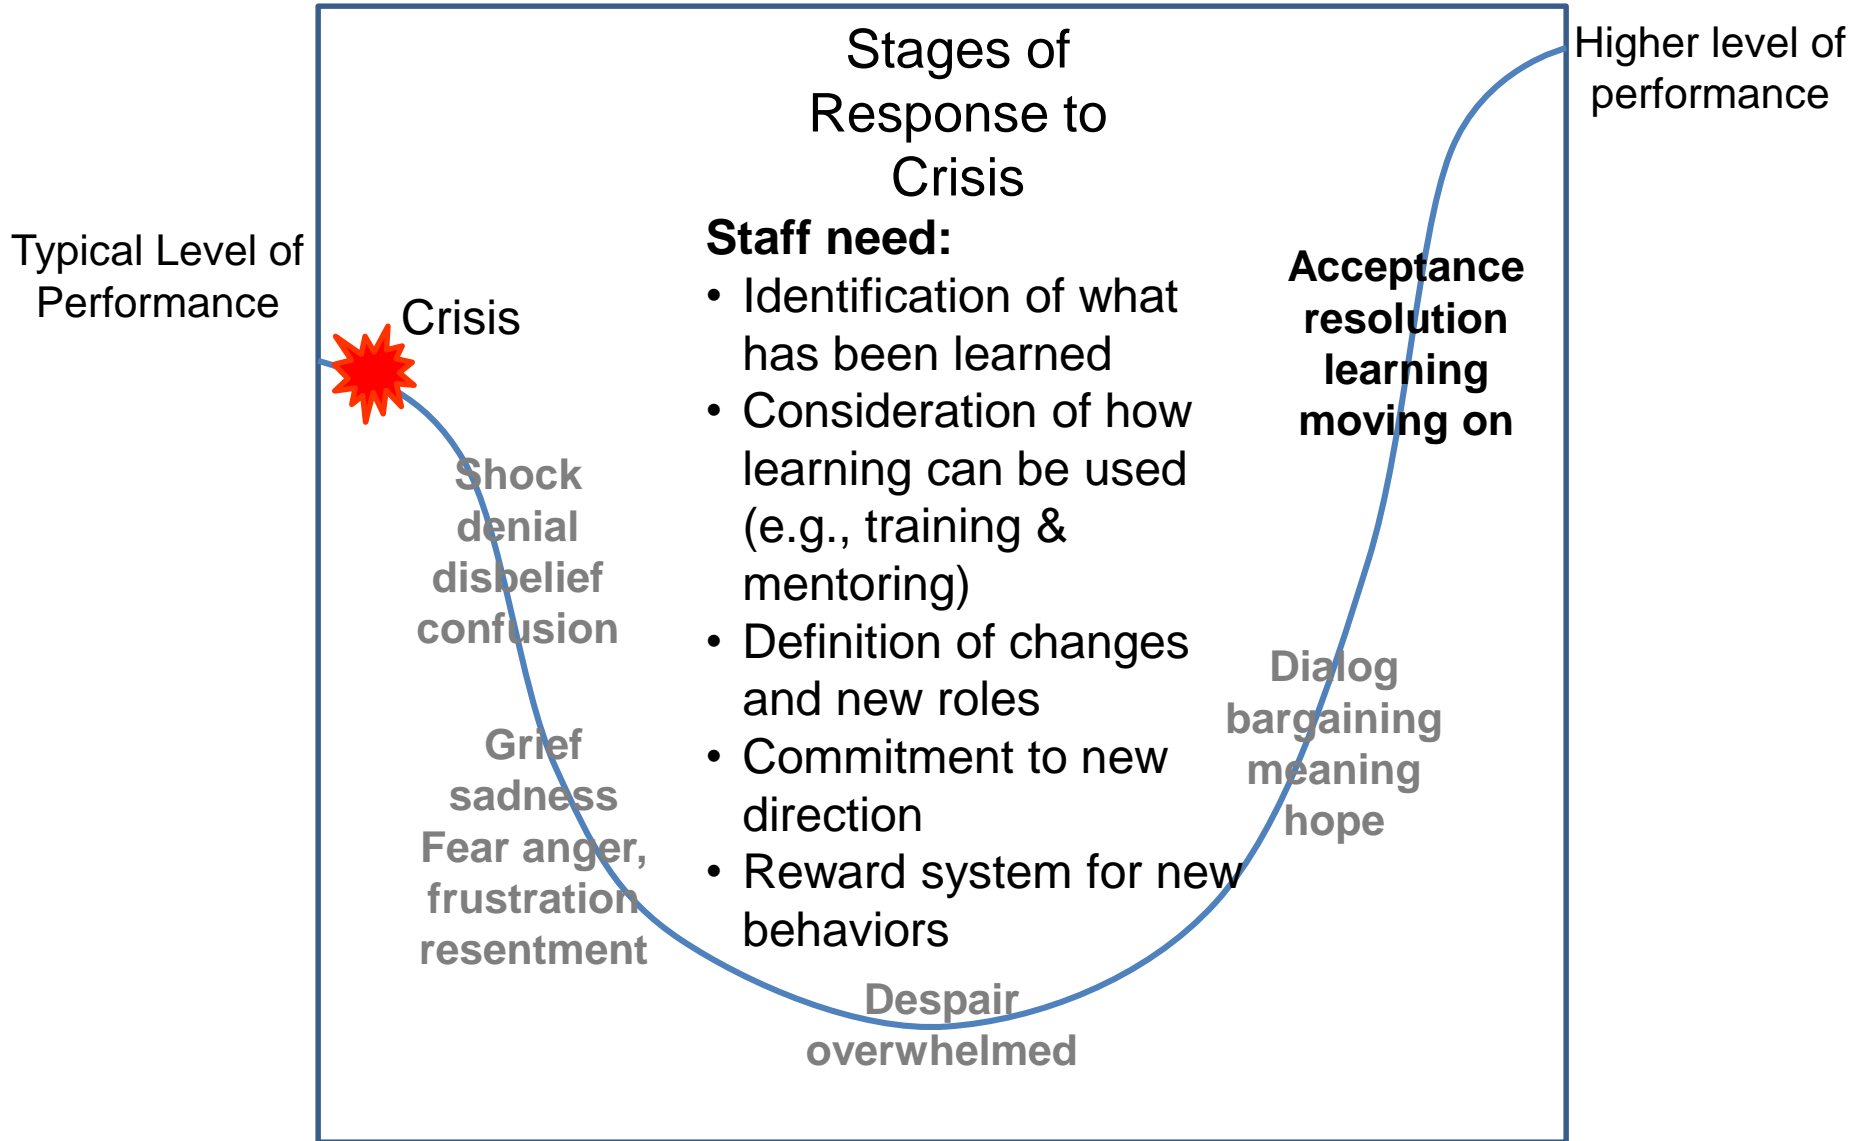 Stages of
Response to
Crisis
Higher level of
performance
Typical Level of
Performance
Crisis
Staff need:
• Identification of what
has been learned
• Consideration of how
learning can be used
(e.g., training &
mentoring)
• Definition of changes
and new roles
• Commitment to new
direction
• Reward system for new
behaviors
Shock
denial
disbelief
confusion
Grief
sadness
Fear anger,
frustration
resentment
Despair
overwhelmed
Dialog
bargaining
meaning
hope
Acceptance
resolution
learning
moving on